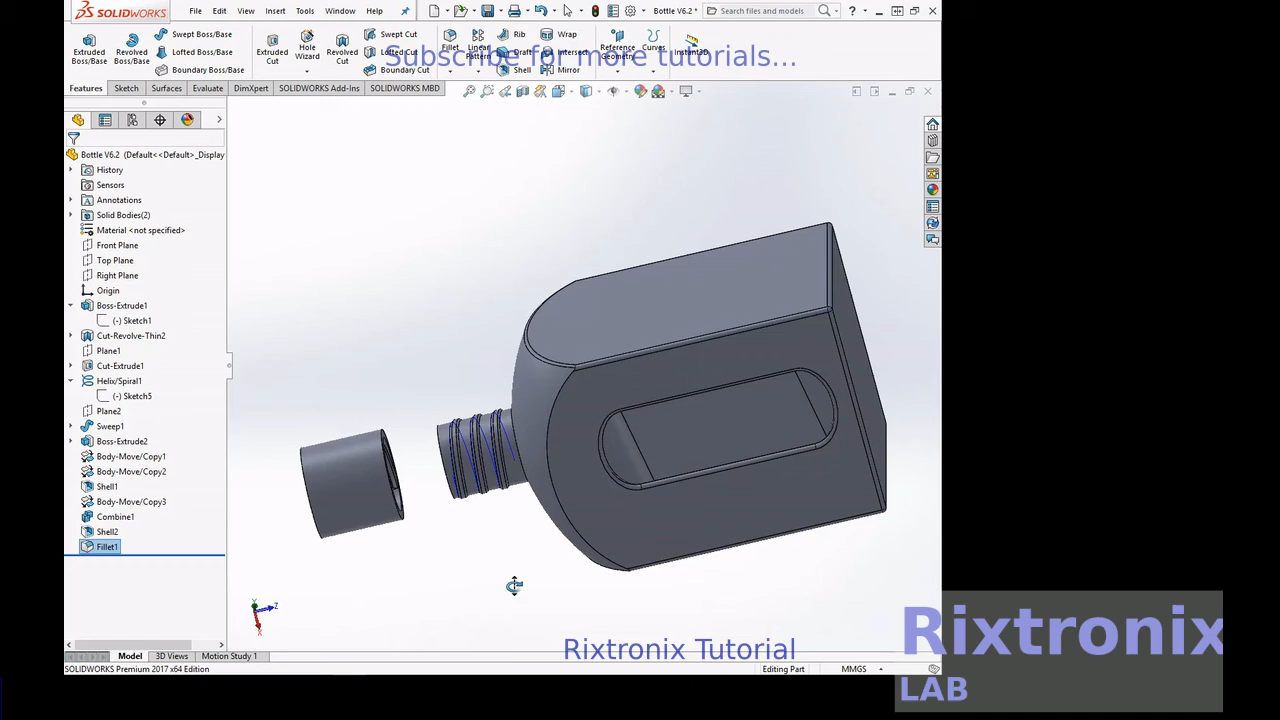 SOLIDWORKS File Edit View Insert Tools Window Help Bottle V6.2 * Search files and models ?
Extruded Boss/Base Revolved Boss/Base Swept Boss/Base Lofted Boss/Base Boundary Boss/Base Extruded Cut Hole Wizard Revolved Cut Swept Cut Lofted Cut Boundary Cut Fillet Linear Pattern Rib Draft Shell Wrap Intersect Mirror Reference Geometry Curves Instant3D
Subscribe for more tutorials...
Features Sketch Evaluate Surfaces DimXpert SOLIDWORKS Add-Ins SOLIDWORKS MBD
Bottle V6.2 (Default<<Default>_Display
History
Sensors
Annotations
Solid Bodies(2)
Material <not specified>
Front Plane
Top Plane
Right Plane
Origin
Boss-Extrude1
(-) Sketch1
Cut-Revolve-Thin2
Plane1
Cut-Extrude1
Helix/Spiral1
(-) Sketch5
Plane2
Sweep1
Boss-Extrude2
Body-Move/Copy1
Body-Move/Copy2
Shell1
Body-Move/Copy3
Combine1
Shell2
Fillet1
Y Z X
Model 3D Views Motion Study 1
Rixtronix Tutorial
SOLIDWORKS Premium 2017 x64 Edition Editing Part MMGS
Rixtronix
LAB